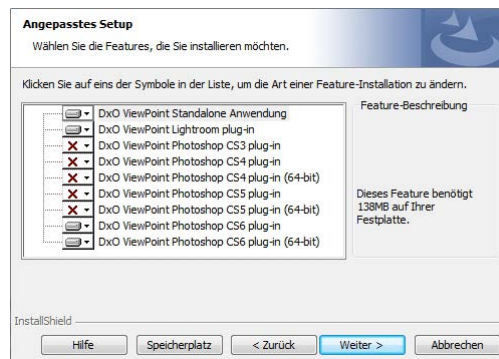 Angepasstes Setup
Wählen Sie die Features, die Sie installieren möchten.
Klicken Sie auf eins der Symbole in der Liste, um die Art einer Feature-Installation zu ändern.
DxO ViewPoint Standalone Anwendung
DxO ViewPoint Lightroom plug-in
DxO ViewPoint Photoshop CS3 plug-in
DxO ViewPoint Photoshop CS4 plug-in
DxO ViewPoint Photoshop CS4 plug-in (64-bit)
DxO ViewPoint Photoshop CS5 plug-in
DxO ViewPoint Photoshop CS5 plug-in (64-bit)
DxO ViewPoint Photoshop CS6 plug-in
DxO ViewPoint Photoshop CS6 plug-in (64-bit)
Feature-Beschreibung
Dieses Feature benötigt
138MB auf Ihrer
Festplatte.
InstallShield
Hilfe
Speicherplatz
< Zurück
Weiter >
Abbrechen